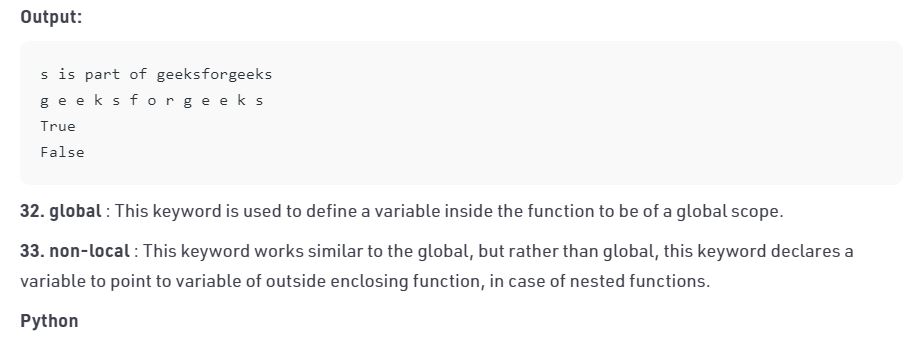 Output:
s is part of geeksforgeeks
g e e k s f o r g e e k s
True
False
32. global : This keyword is used to define a variable inside the function to be of a global scope.
33. non-local : This keyword works similar to the global, but rather than global, this keyword declares a
variable to point to variable of outside enclosing function, in case of nested functions.
Python